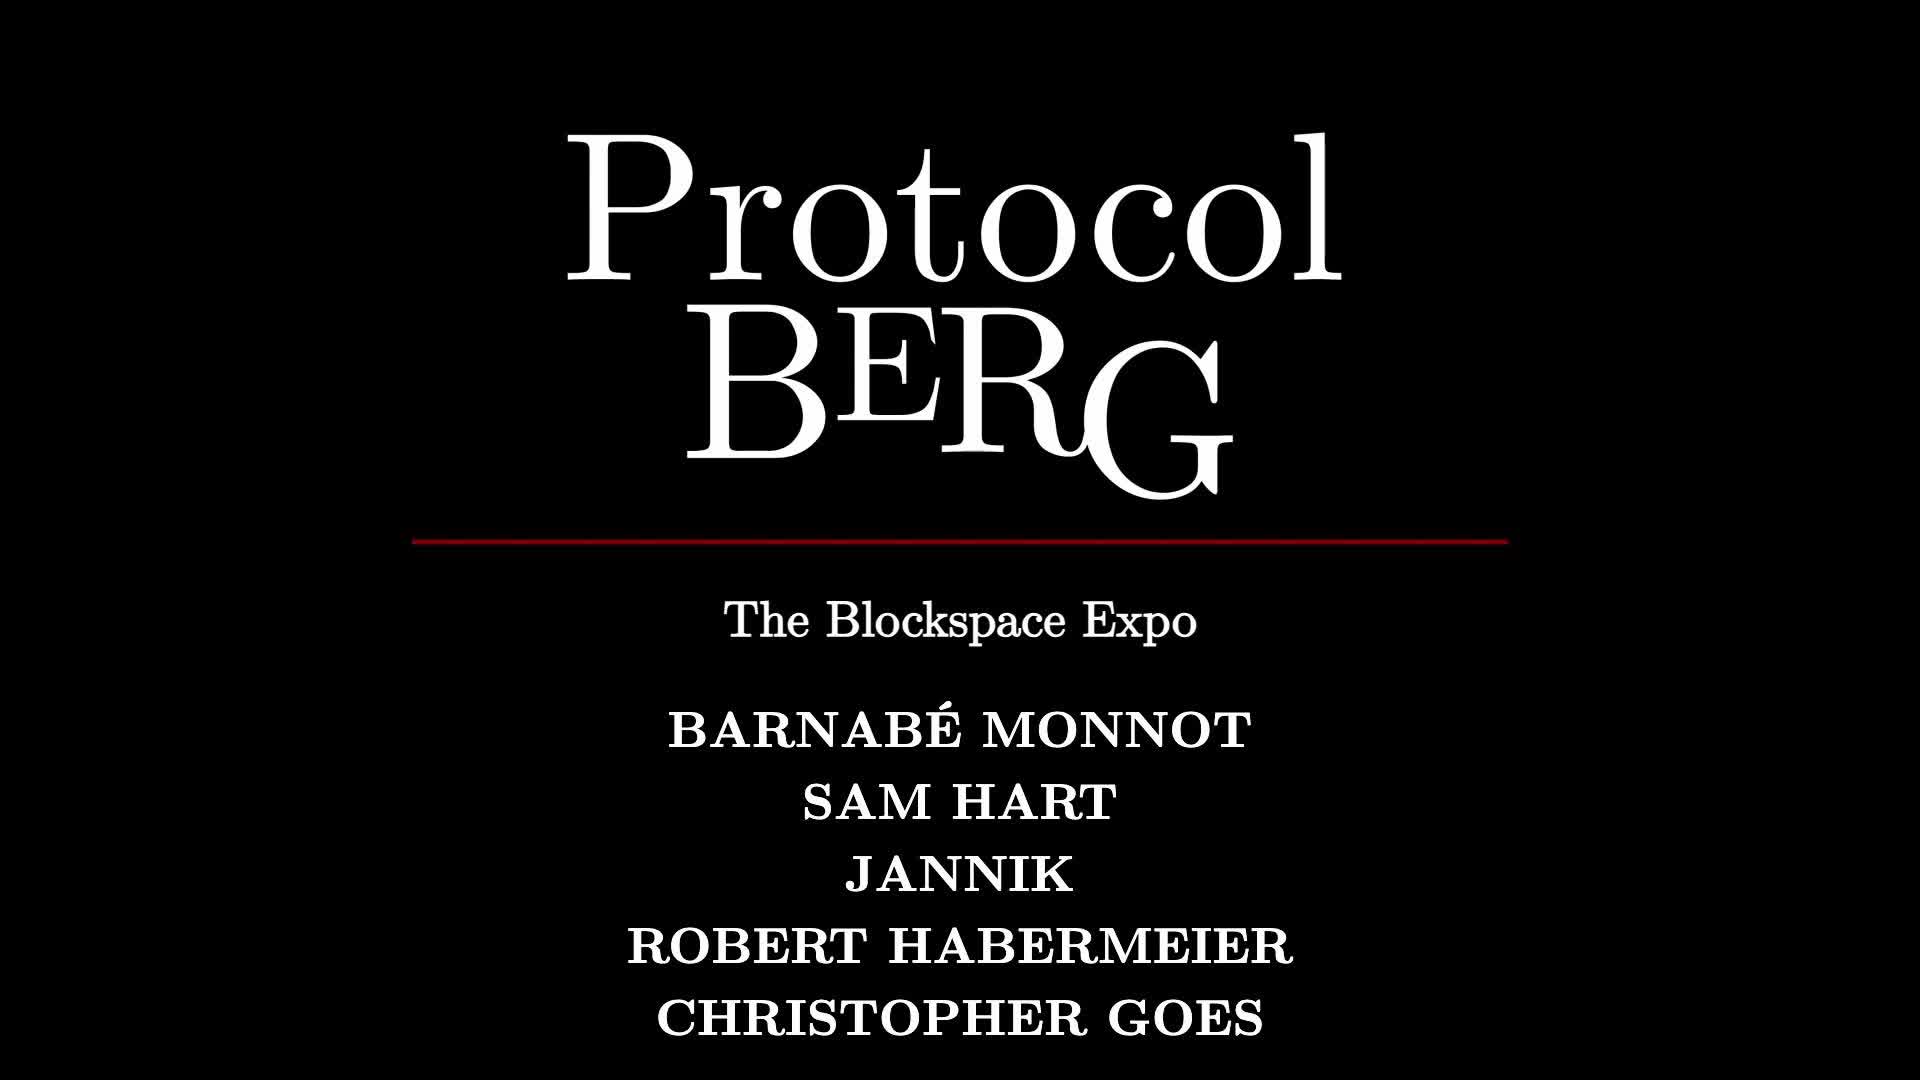 Protocol
BERG
The Blockspace Expo
BARNABÉ MONNOT
SAM HART
JANNIK
ROBERT HABERMEIER
CHRISTOPHER GOES